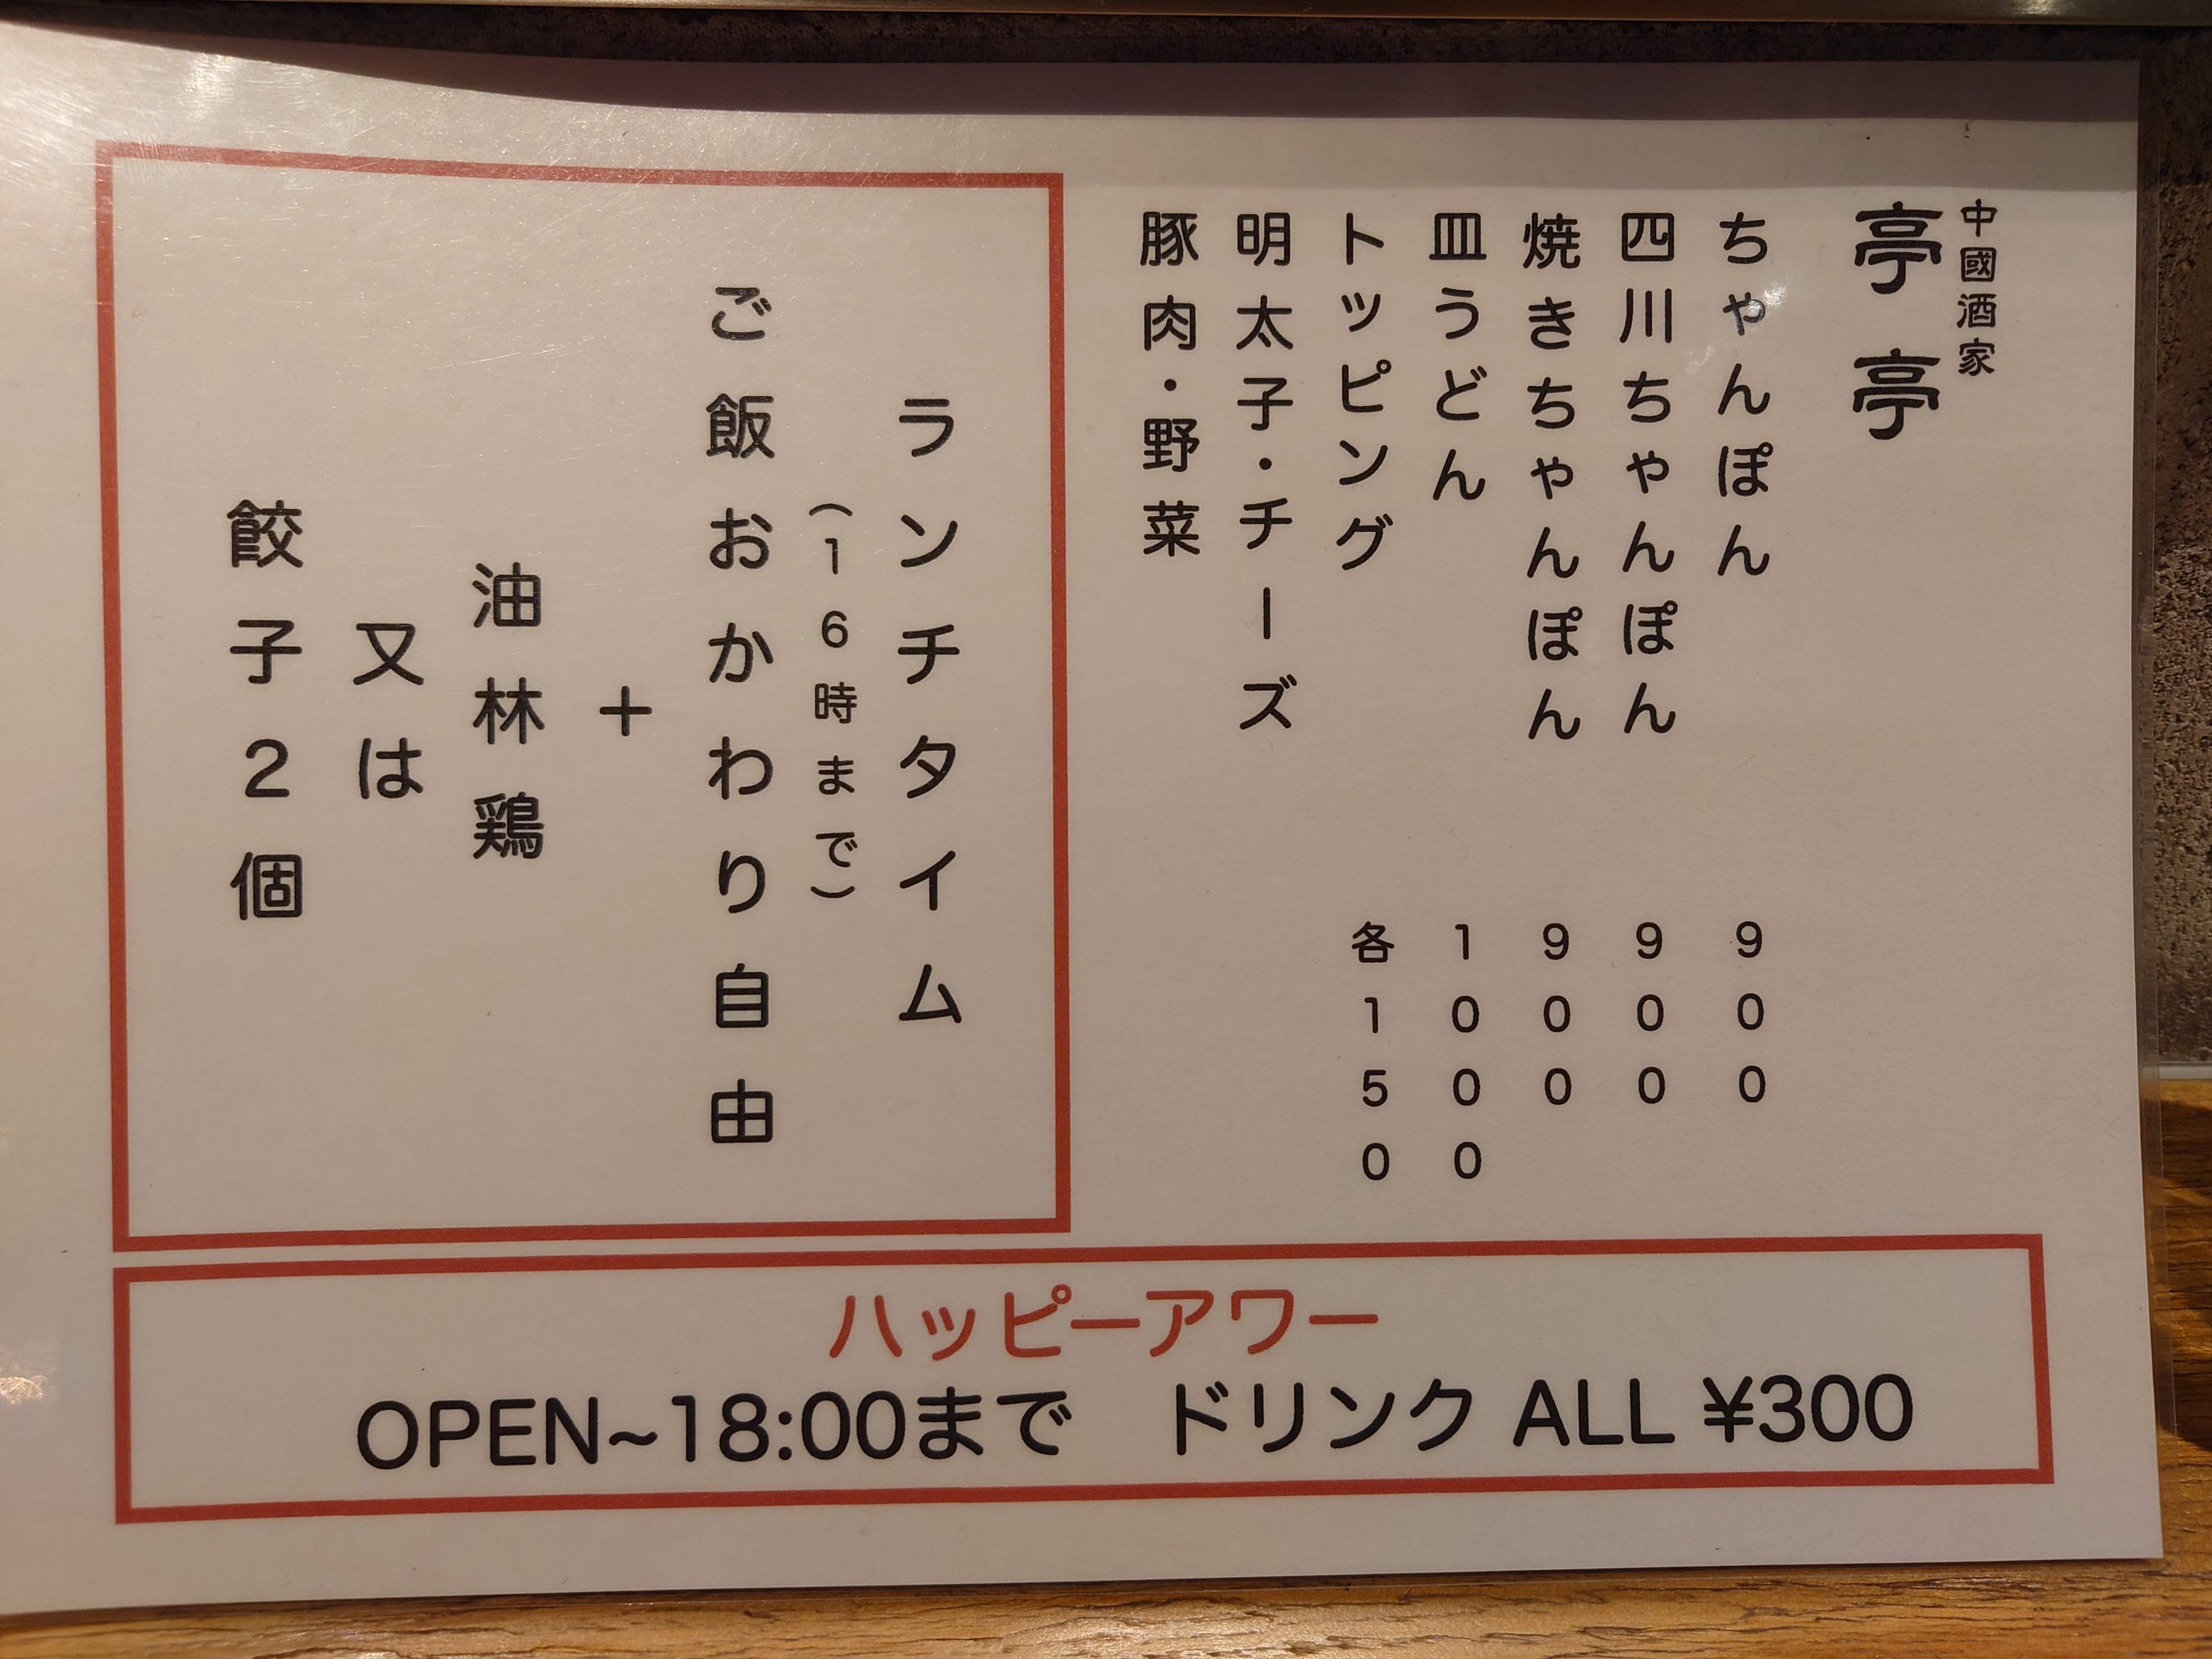 中國酒家
亭亭
ちゃんぽん 900
四川ちゃんぽん 900
焼きちゃんぽん 900
皿うどん 1000
トッピング 各150
明太子・チーズ
豚肉・野菜
ランチタイム
(16時まで)
ご飯おかわり自由
+
油林鶏
又は
餃子2個
ハッピーアワー
OPEN~18:00まで ドリンク ALL ¥300